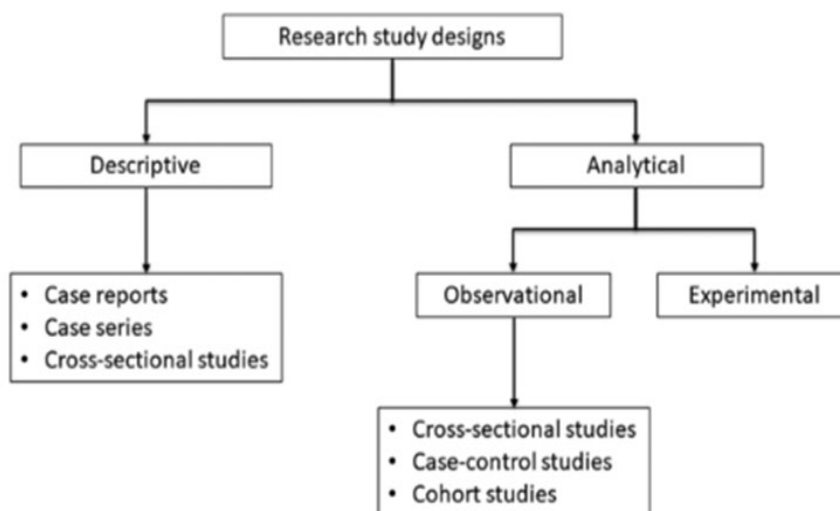 Research study designs
Descriptive
Analytical
• Case reports
• Case series
• Cross-sectional studies
Observational
Experimental
• Cross-sectional studies
• Case-control studies
• Cohort studies